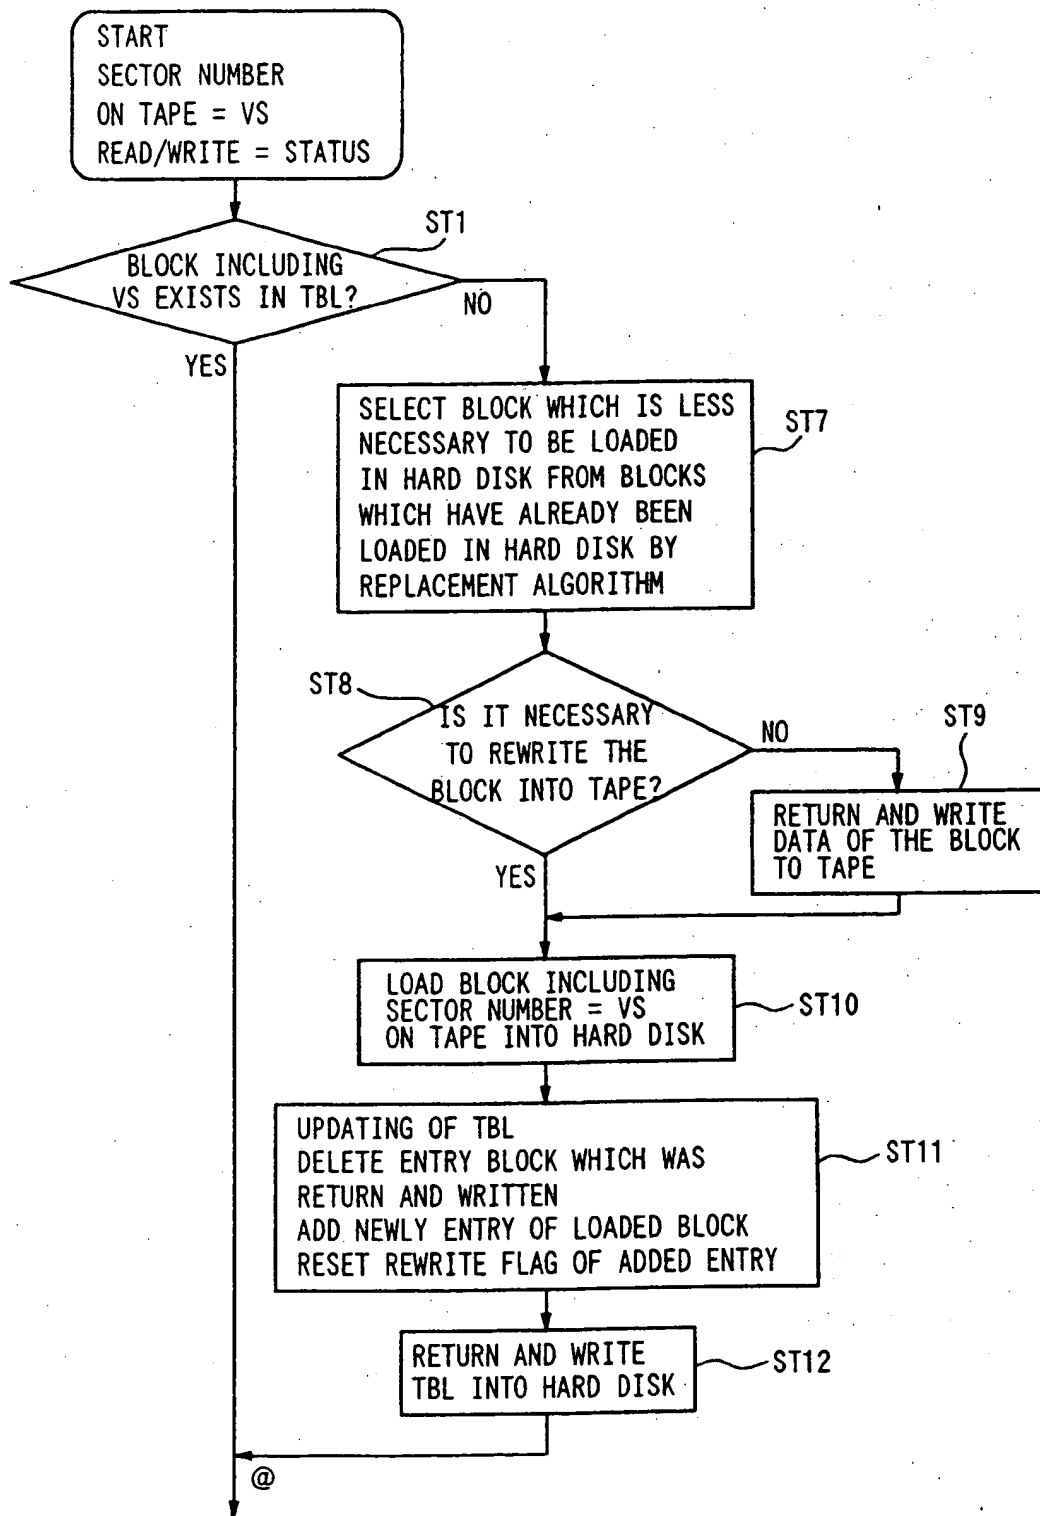 START
SECTOR NUMBER
ON TAPE = VS
READ/WRITE = STATUS
ST1
BLOCK INCLUDING
VS EXISTS IN TBL?
NO
YES
SELECT BLOCK WHICH IS LESS
NECESSARY TO BE LOADED
IN HARD DISK FROM BLOCKS
WHICH HAVE ALREADY BEEN
LOADED IN HARD DISK BY
REPLACEMENT ALGORITHM
ST7
ST8
IS IT NECESSARY
TO REWRITE THE
BLOCK INTO TAPE?
NO
ST9
RETURN AND WRITE
DATA OF THE BLOCK
TO TAPE
YES
LOAD BLOCK INCLUDING
SECTOR NUMBER = VS
ON TAPE INTO HARD DISK
ST10
UPDATING OF TBL
DELETE ENTRY BLOCK WHICH WAS
RETURN AND WRITTEN
ADD NEWLY ENTRY OF LOADED BLOCK
RESET REWRITE FLAG OF ADDED ENTRY
ST11
RETURN AND WRITE
TBL INTO HARD DISK
ST12
@